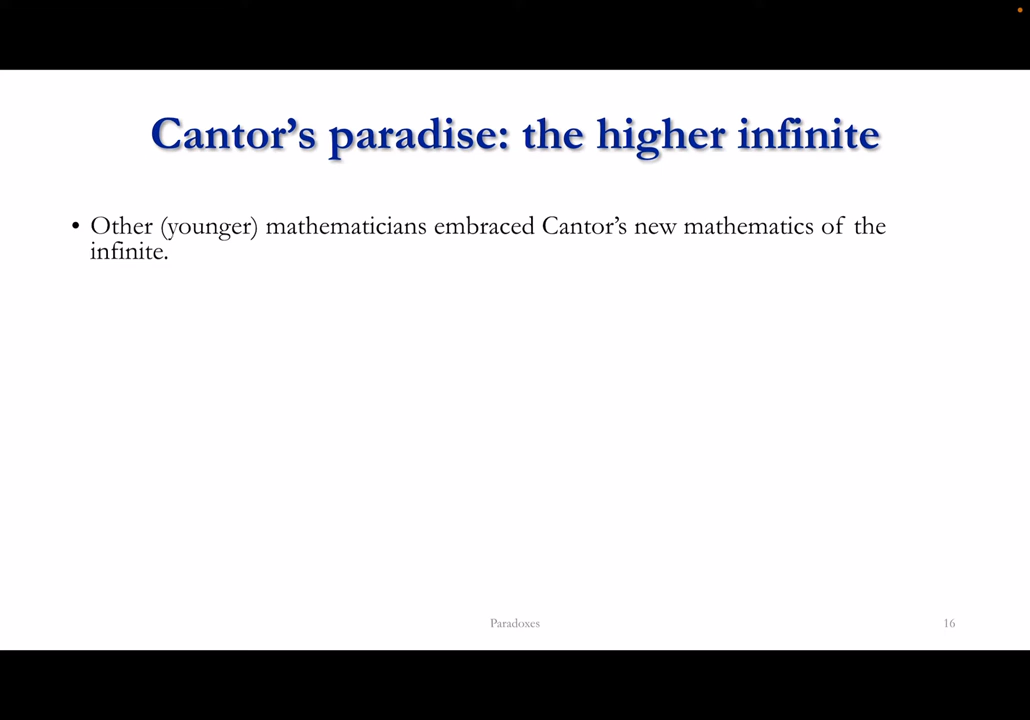 Cantor’s paradise: the higher infinite
• Other (younger) mathematicians embraced Cantor’s new mathematics of the
infinite.
Paradoxes
16